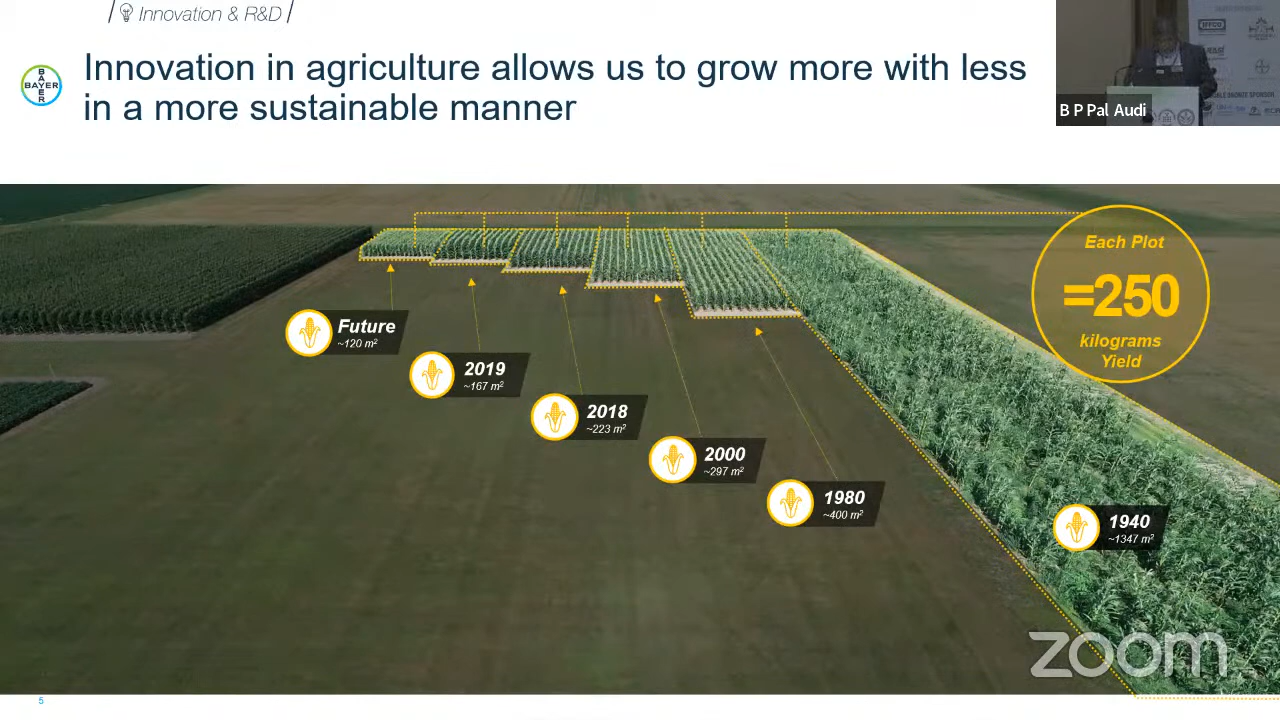 Innovation & R&D
BAYER
BAYER
Innovation in agriculture allows us to grow more with less
in a more sustainable manner
IFFCO
B P Pal Audi
Each Plot
=250
kilograms
Yield
Future
~120 m²
2019
~167 m²
2018
~223 m²
2000
~297 m²
1980
~400 m²
1940
~1347 m²
zoom
5